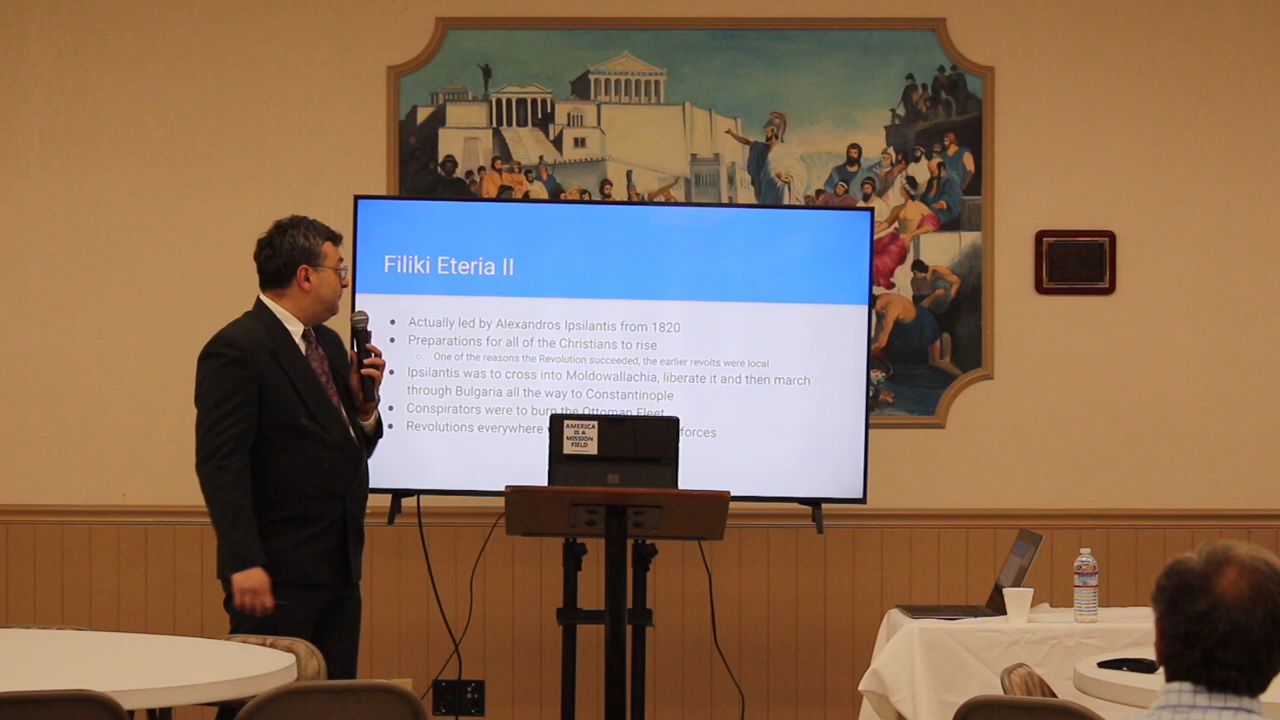 Filiki Eteria II
● Actually led by Alexandros Ipsilantis from 1820
● Preparations for all of the Christians to rise
○ One of the reasons the Revolution succeeded, the earlier revolts were local
● Ipsilantis was to cross into Moldowallachia, liberate it and then march
through Bulgaria all the way to Constantinople
● Conspirators were to burn the Ottoman Fleet
● Revolutions everywhere forces
AMERICA
IS A
MISSION
FIELD